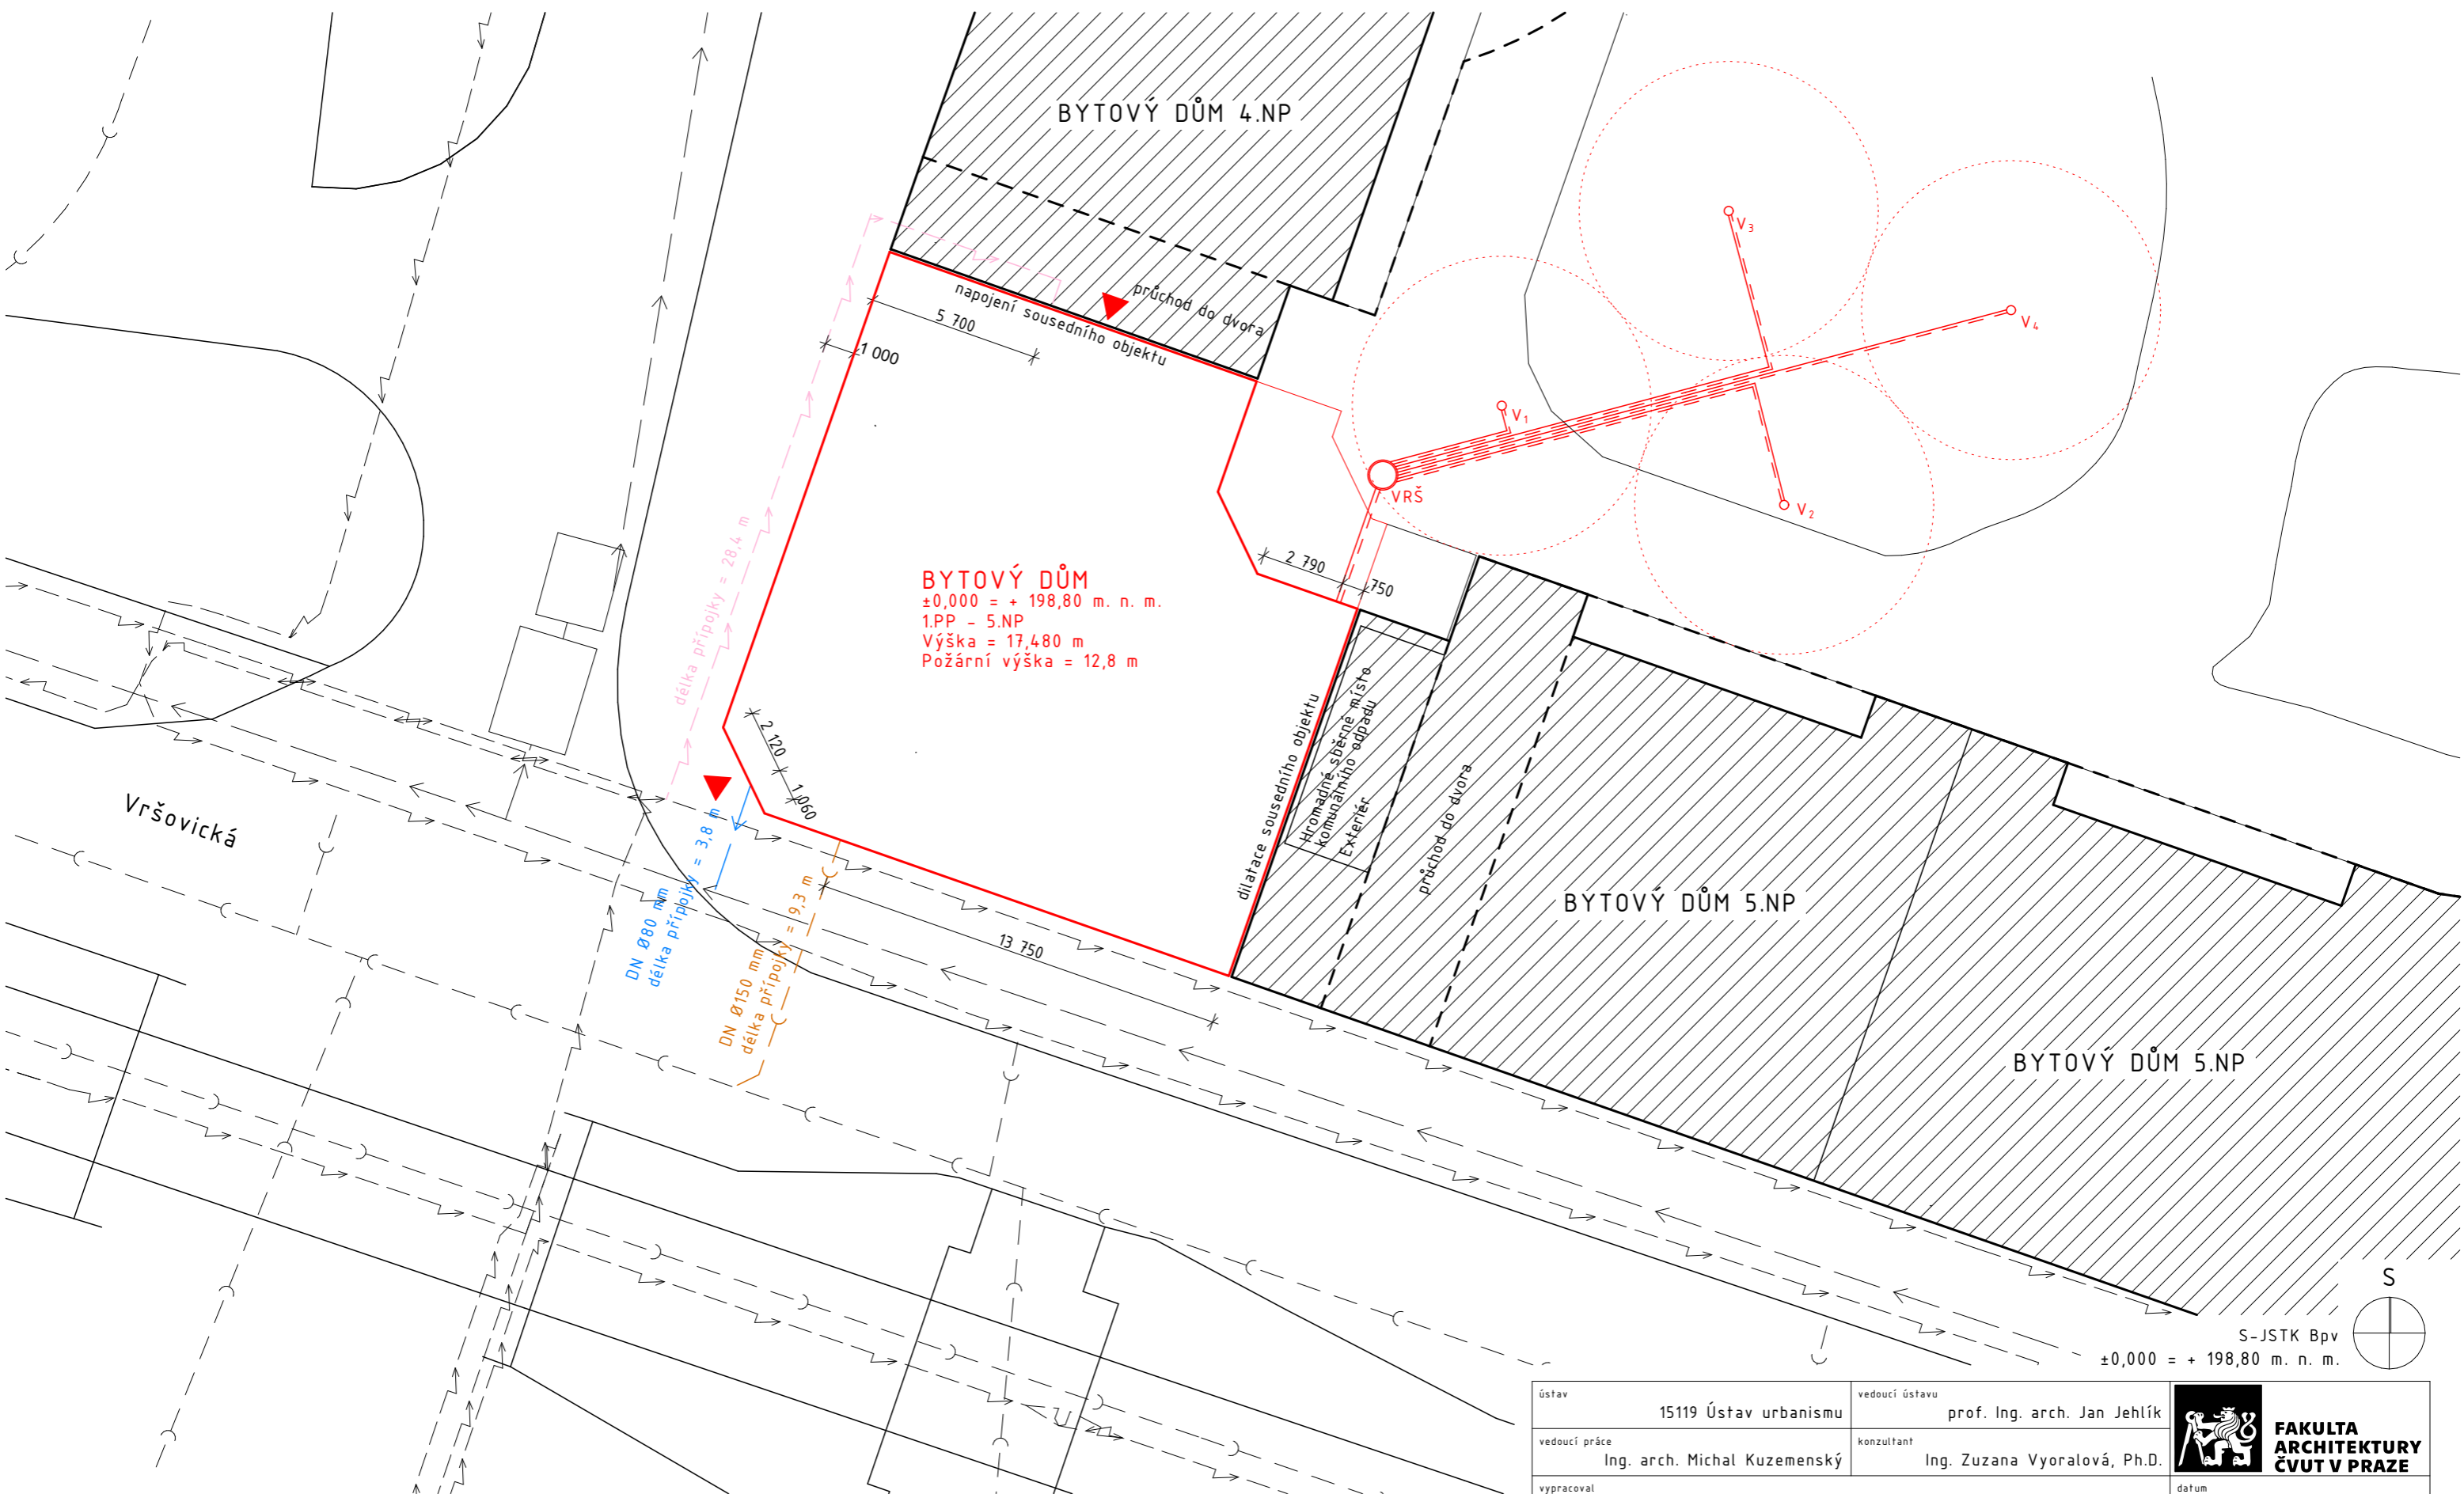 BYTOVÝ DŮM 4.NP
V₃
V₄
průchod do dvora
napojení sousedního objektu
5 700
1 000
V₁
VRŠ
V₂
délka přípojky = 28,4 m
2 790
750
BYTOVÝ DŮM
±0,000 = + 198,80 m. n. m.
1.PP - 5.NP
Výška = 17,480 m
Požární výška = 12,8 m
2 120
1 060
Hromadné sběrné místo
komunálního odpadu
Exteriér
dilatace sousedního objektu
průchod do dvora
Vršovická
DN Ø80 mm
délka přípojky = 3,8 m
DN Ø150 mm
délka přípojky = 9,3 m
13 750
BYTOVÝ DŮM 5.NP
BYTOVÝ DŮM 5.NP
S
S-JSTK Bpv
±0,000 = + 198,80 m. n. m.
ústav
15119 Ústav urbanismu
vedoucí ústavu
prof. Ing. arch. Jan Jehlík
vedoucí práce
Ing. arch. Michal Kuzemenský
konzultant
Ing. Zuzana Vyoralová, Ph.D.
FAKULTA
ARCHITEKTURY
ČVUT V PRAZE
vypracoval
datum